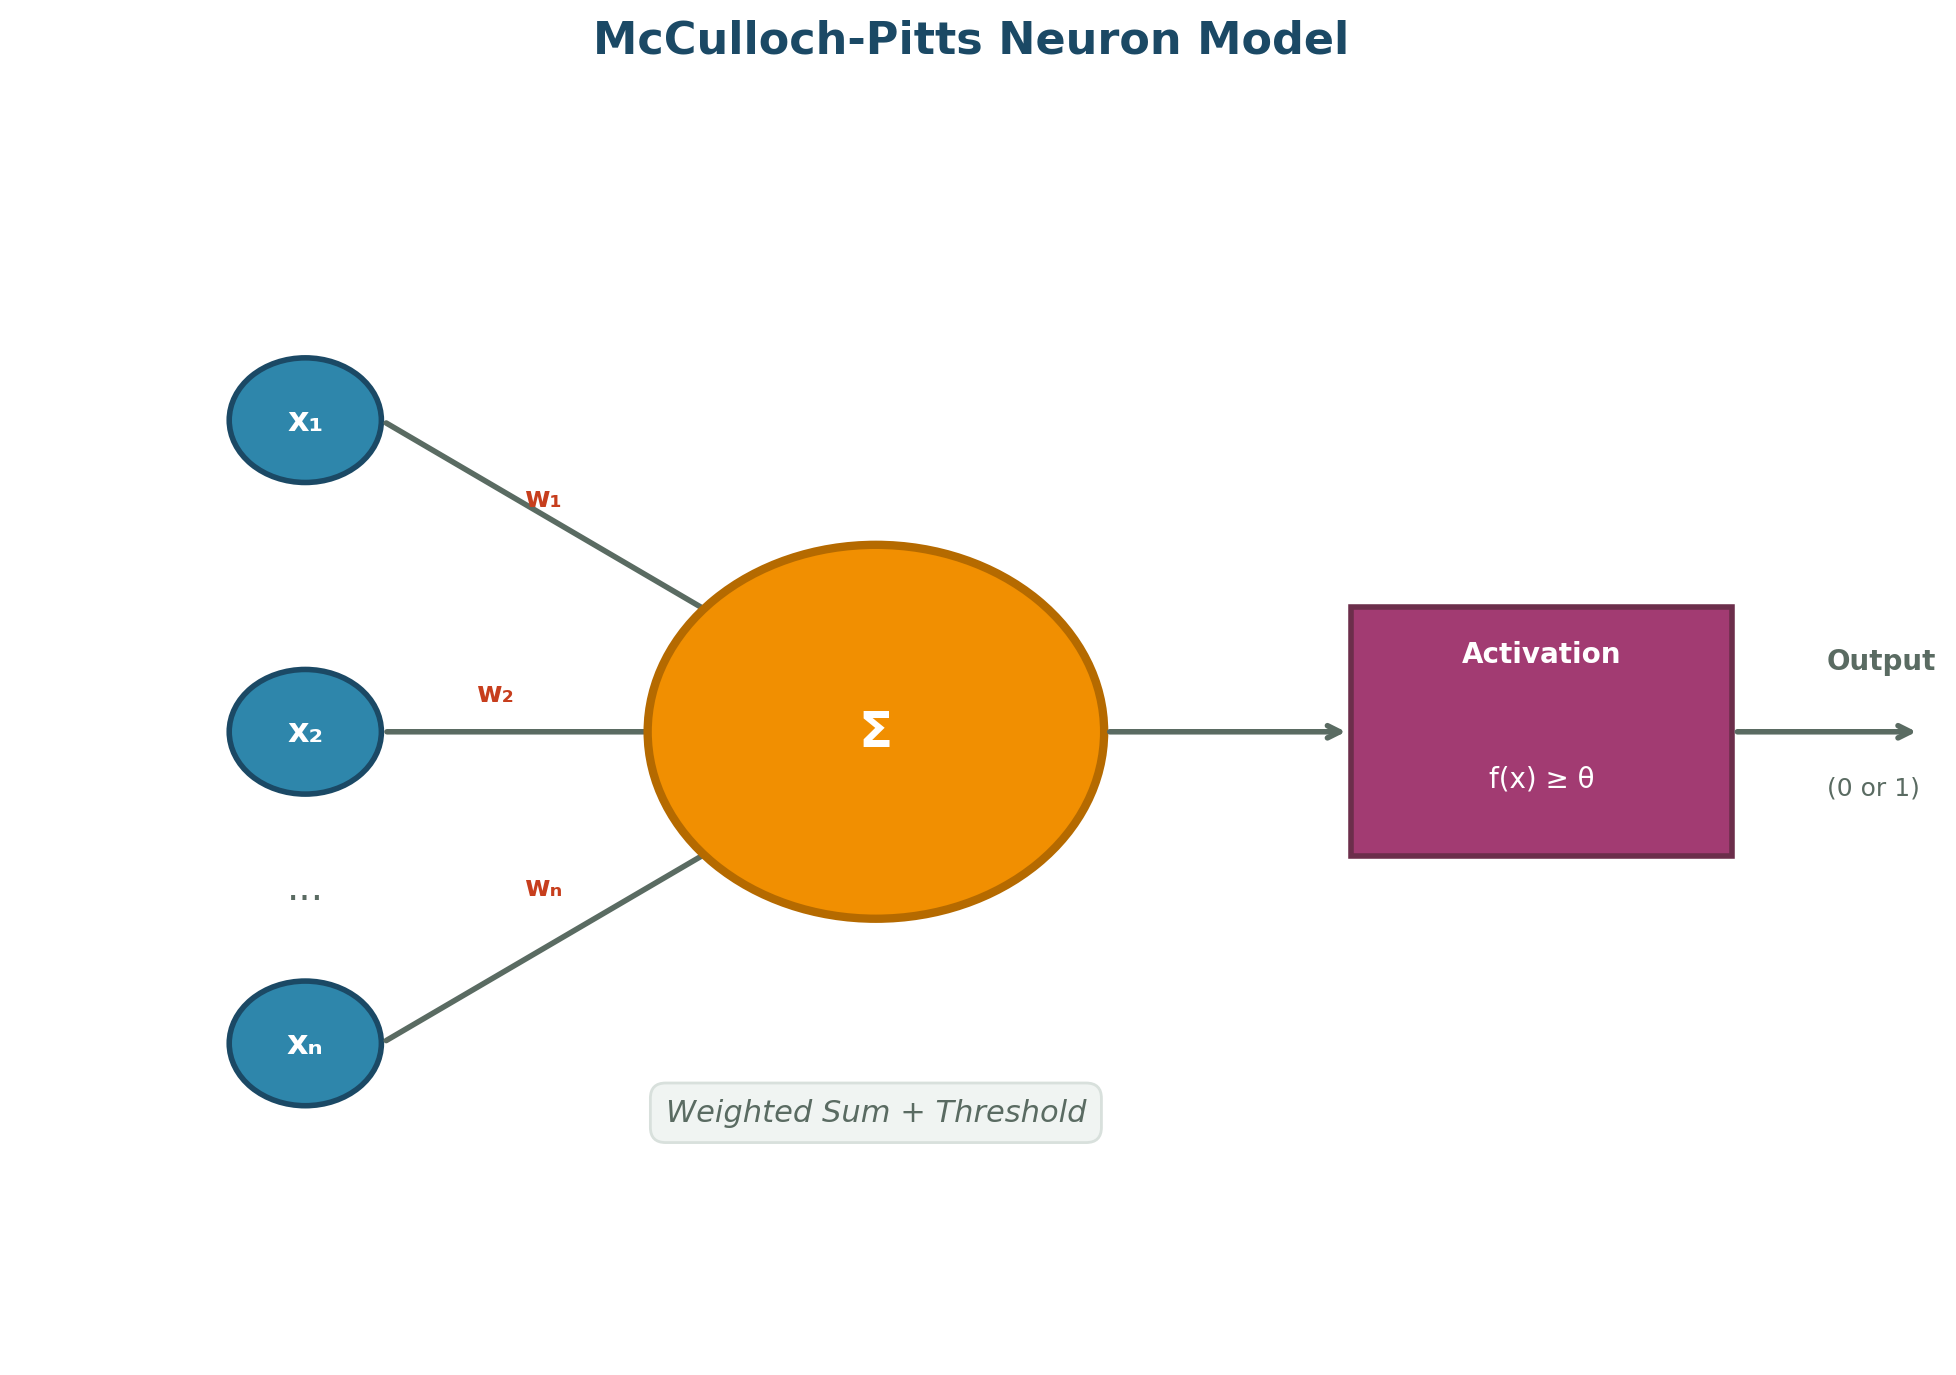 McCulloch-Pitts Neuron Model
x₁
w₁
Activation
Output
w₂
x₂
Σ
f(x) ≥ θ
(0 or 1)
...
wₙ
xₙ
Weighted Sum + Threshold